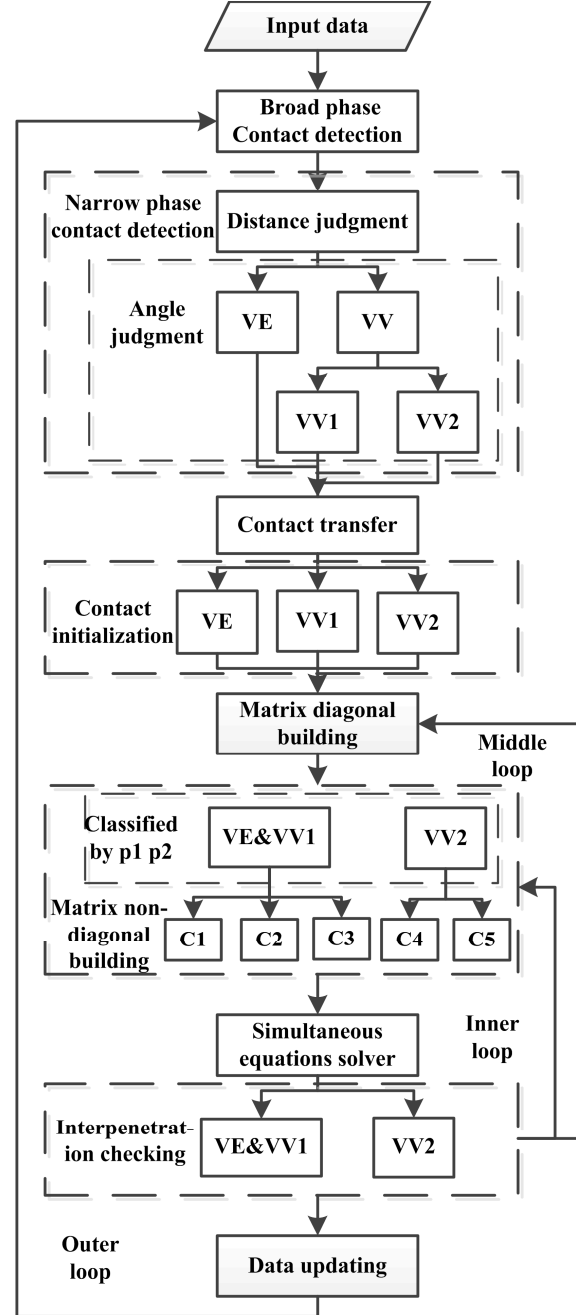 Input data
Broad phase
Contact detection
Narrow phase
contact detection
Distance judgment
Angle
judgment
VE
VV
VV1
VV2
Contact transfer
Contact
initialization
VE
VV1
VV2
Matrix diagonal
building
Middle
loop
Classified
by p1 p2
VE&VV1
VV2
Matrix non-
diagonal
building
C1
C2
C3
C4
C5
Simultaneous
equations solver
Inner
loop
Interpenetrat-
ion checking
VE&VV1
VV2
Outer
loop
Data updating